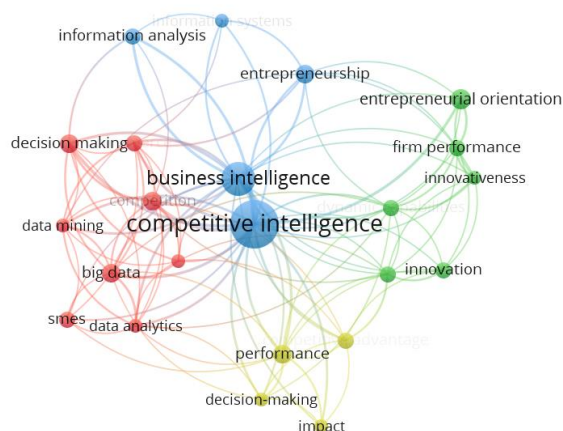 information systems
information analysis
entrepreneurship
entrepreneurial orientation
decision making
firm performance
business intelligence
innovativeness
competition
competitive intelligence
data mining
big data
innovation
smes
data analytics
performance
advantage
decision-making
impact